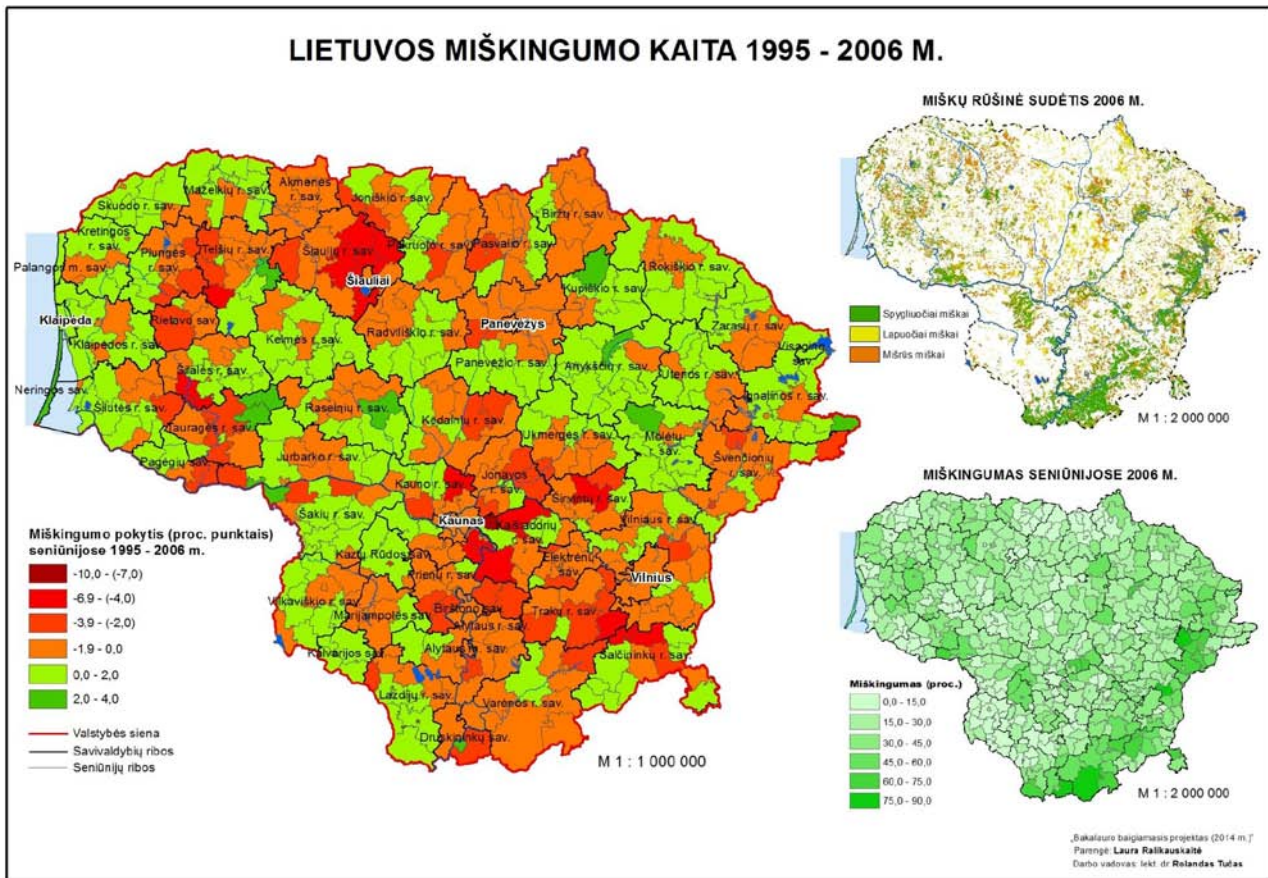 LIETUVOS MIŠKINGUMO KAITA 1995 - 2006 M.
MIŠKŲ RŪŠINĖ SUDĖTIS 2006 M.
Spygliuočiai miškai
Lapuočiai miškai
Mišrūs miškai
M 1 : 2 000 000
Skuodo r. sav.
Mažeikių r. sav.
Akmenės
r. sav.
Joniškio r. sav.
Biržų r. sav.
Kretingos
r. sav.
Plungės
r. sav.
Telšių r. sav.
Šiaulių r. sav.
Pakruojo r. sav.
Pasvalio r. sav.
Rokiškio r. sav.
Palangos m. sav.
Šiauliai
Kupiškio r. sav.
Klaipėda
Rietavo sav.
Radviliškio r. sav.
Panevėžys
Zarasų r. sav.
Klaipėdos r. sav.
Kelmės r. sav.
Panevėžio r. sav.
Anykščių r. sav.
Visagino
sav.
Šilalės r. sav.
Utenos r. sav.
Neringos sav.
Šilutės r. sav.
Raseinių r. sav.
Ignalinos r. sav.
Tauragės r. sav.
Kėdainių r. sav.
Ukmergės r. sav.
Molėtų
r. sav.
Pagėgių sav.
Jurbarko r. sav.
Švenčionių
r. sav.
Kauno r. sav.
Jonavos
r. sav.
Širvintų r. sav.
Šakių r. sav.
Kaunas
Kaišiadorių
r. sav.
Vilniaus r. sav.
Kazlų Rūdos sav.
Elektrėnų
sav.
Prienų r. sav.
Vilnius
Vilkaviškio r. sav.
Marijampolės sav.
Birštono sav.
Trakų r. sav.
Alytaus r. sav.
Kalvarijos sav.
Alytaus m. sav.
Šalčininkų r. sav.
Lazdijų r. sav.
Varėnos r. sav.
Druskininkų sav.
M 1 : 1 000 000
Miškingumo pokytis (proc. punktais)
seniūnijose 1995 - 2006 m.
-10,0 - (-7,0)
-6.9 - (-4,0)
-3.9 - (-2,0)
-1.9 - 0,0
0,0 - 2,0
2,0 - 4,0
Valstybės siena
Savivaldybių ribos
Seniūnijų ribos
MIŠKINGUMAS SENIŪNIJOSE 2006 M.
Miškingumas (proc.)
0,0 - 15,0
15,0 - 30,0
30,0 - 45,0
45,0 - 60,0
60,0 - 75,0
75,0 - 90,0
M 1 : 2 000 000
„Bakalauro baigiamasis projektas (2014 m.)"
Parengė: Laura Ralikauskaitė
Darbo vadovas: lekt. dr Rolandas Tučas